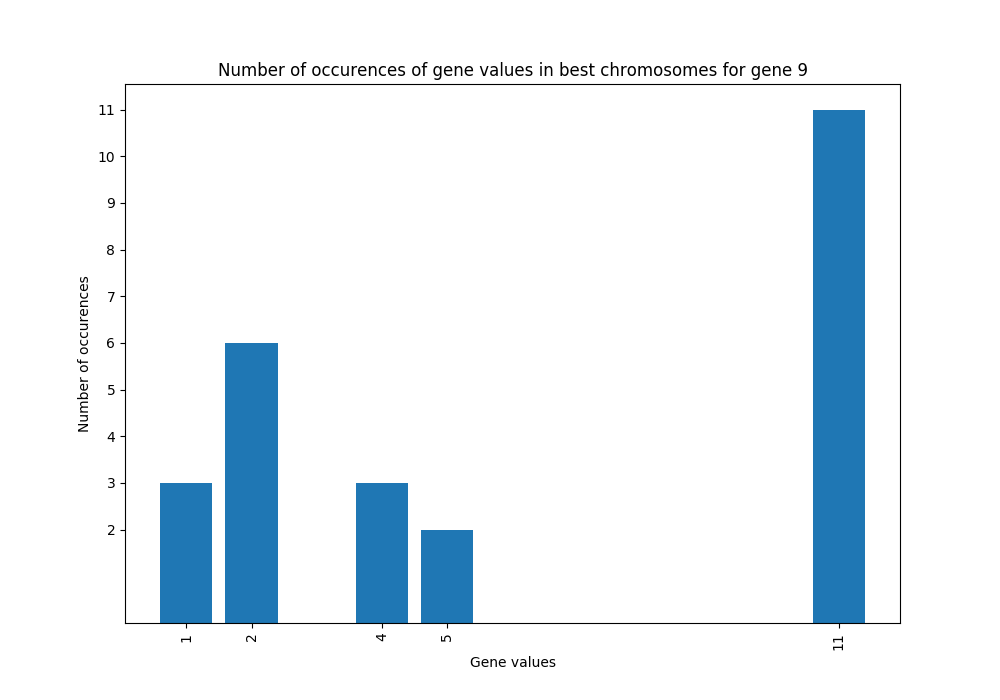 Number of occurences of gene values in best chromosomes for gene 9
11
10
9
8
7
6
5
4
3
2
Number of occurences
1 2 4 5 11
Gene values